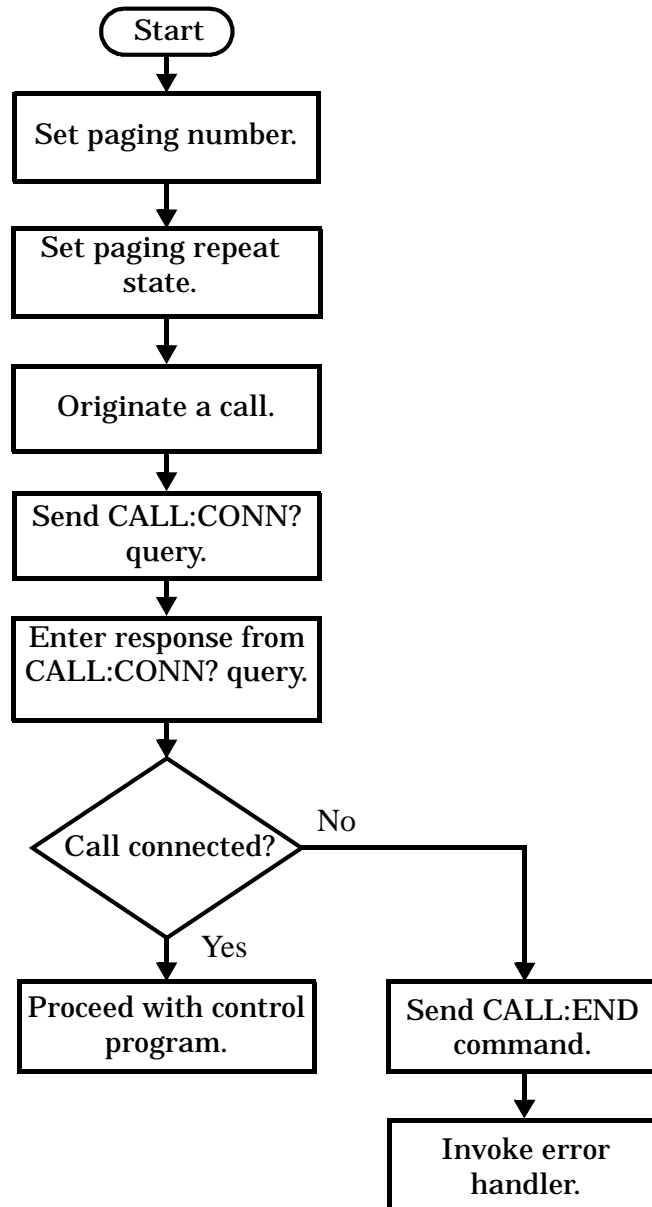 Start
Set paging number.
Set paging repeat
state.
Originate a call.
Send CALL:CONN?
query.
Enter response from
CALL:CONN? query.
Call connected?
No
Yes
Proceed with control
program.
Send CALL:END
command.
Invoke error
handler.